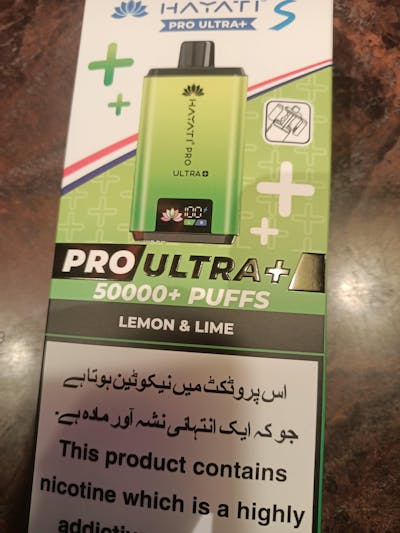 HAYATI S
PRO ULTRA+
HAYATI PRO
ULTRA+
100
PRO ULTRA+
50000+ PUFFS
LEMON & LIME
اس پروڈکٹ میں نیکوٹین ہوتا ہے
جو کہ ایک انتہائی نشہ آور مادہ ہے۔
This product contains
nicotine which is a highly